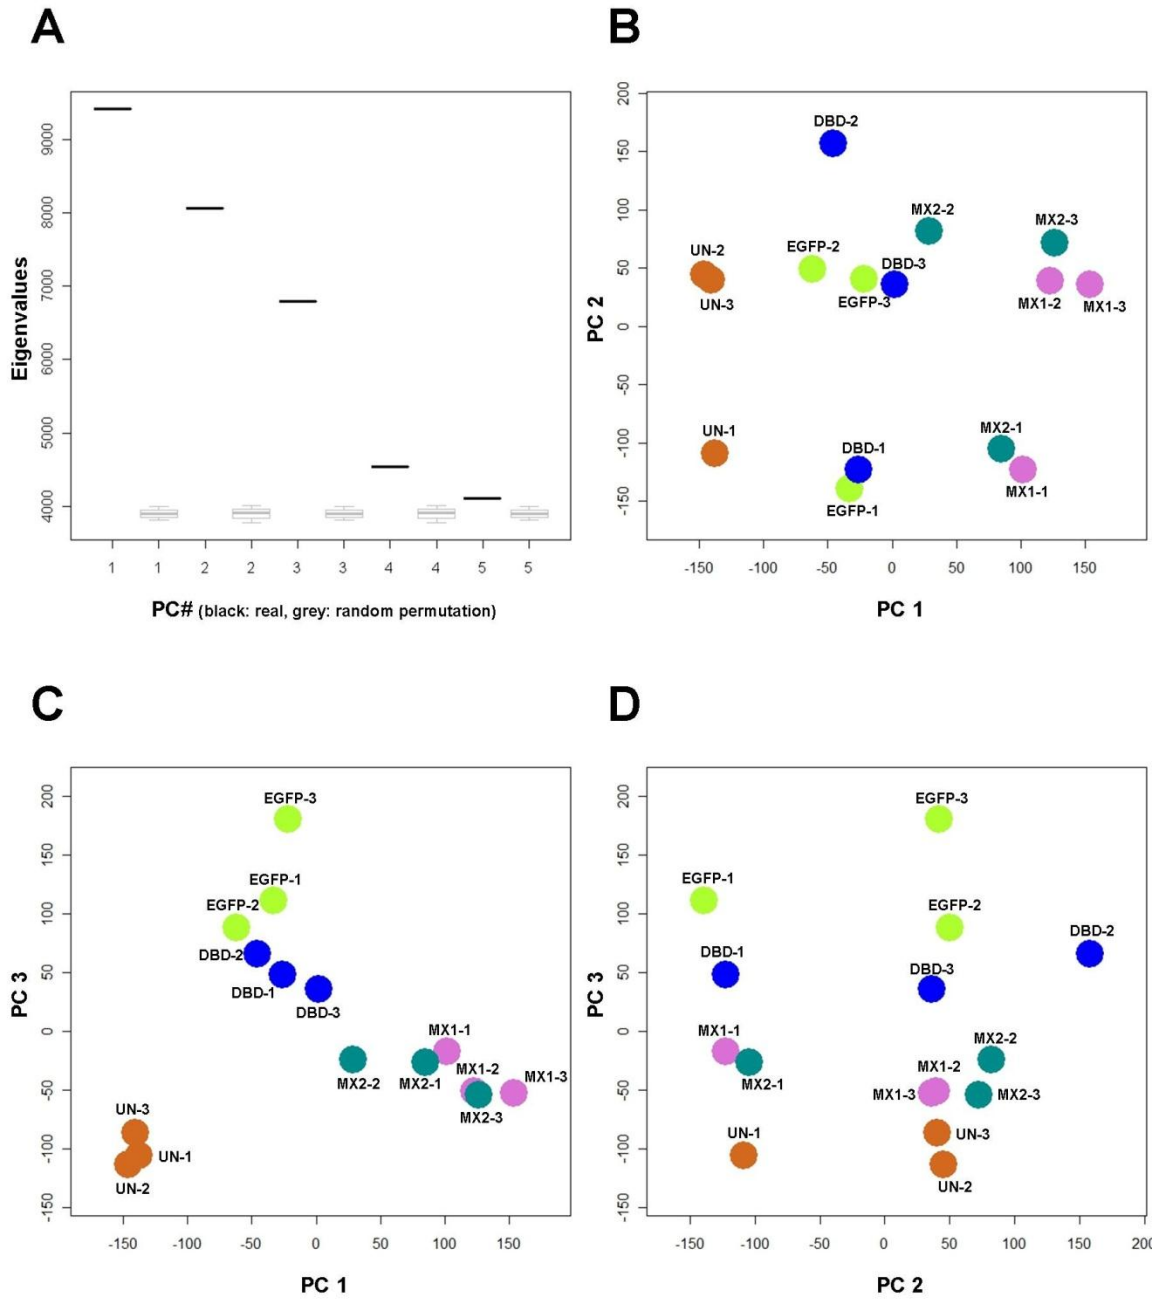 A
Eigenvalues
9000
8000
7000
6000
5000
4000
1 1 2 2 3 3 4 4 5 5
PC# (black: real, grey: random permutation)
B
PC 2
200
150
100
50
0
-50
-100
-150
DBD-2
MX2-2
MX2-3
UN-2
EGFP-2
DBD-3
UN-3
EGFP-3
MX1-2
MX1-3
UN-1
DBD-1
MX2-1
MX1-1
EGFP-1
-150 -100 -50 0 50 100 150
PC 1
C
PC 3
200
150
100
50
0
-50
-100
-150
EGFP-3
EGFP-1
EGFP-2
DBD-2
DBD-1
DBD-3
MX1-1
MX2-2
MX2-1
MX1-2
MX1-3
MX2-3
UN-3
UN-1
UN-2
-150 -100 -50 0 50 100 150
PC 1
D
PC 3
200
150
100
50
0
-50
-100
-150
EGFP-3
EGFP-1
EGFP-2
DBD-2
DBD-1
DBD-3
MX1-1
MX2-2
MX2-1
MX1-2
MX1-3
MX2-3
UN-1
UN-3
UN-2
-150 -100 -50 0 50 100 150 200
PC 2